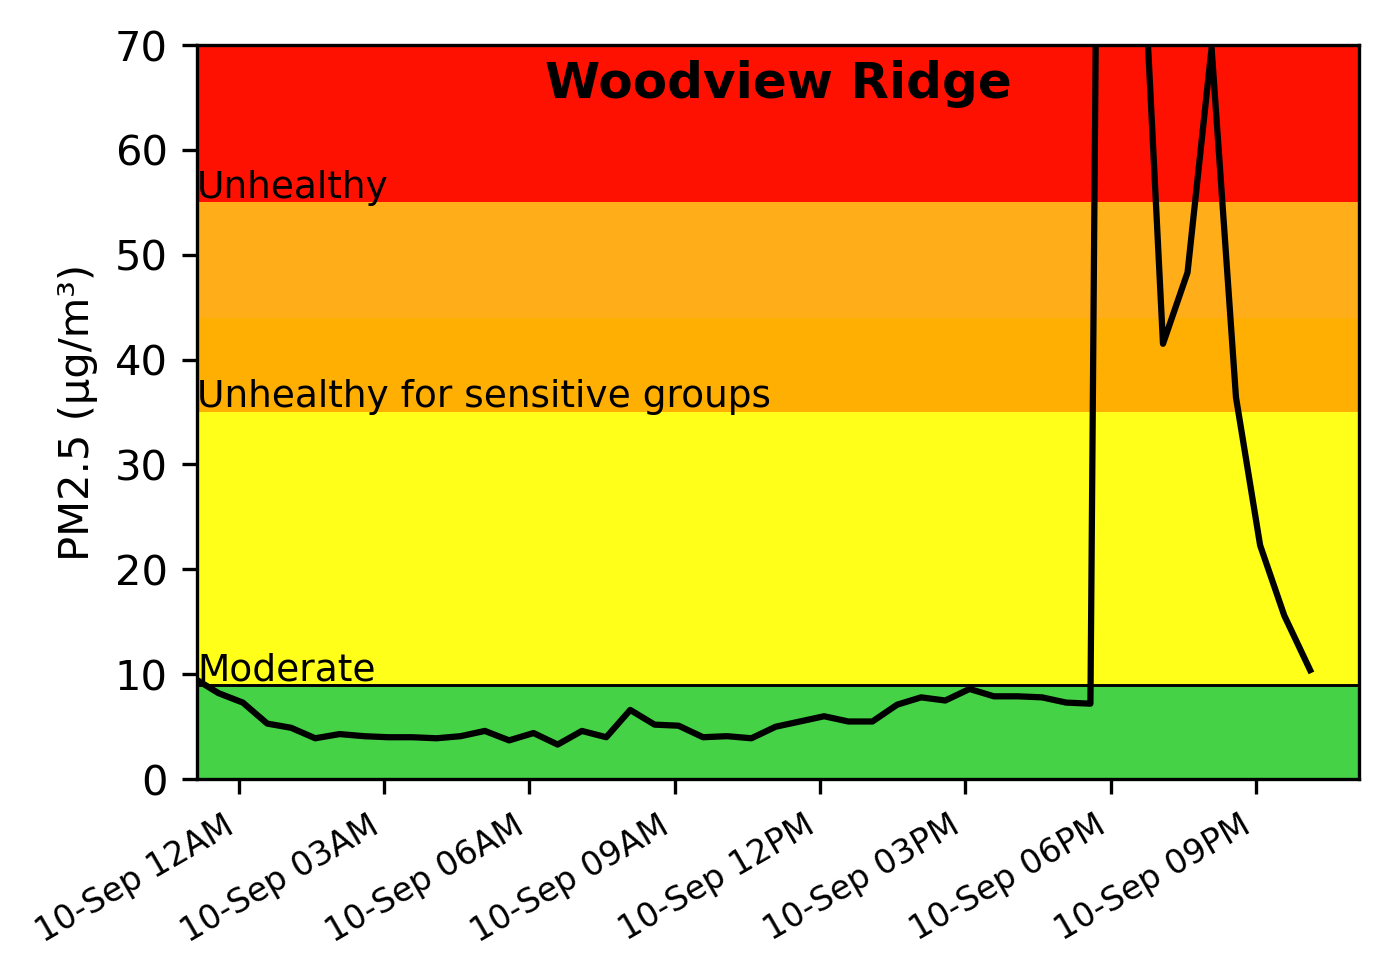 Woodview Ridge
70
60
50
40
30
20
10
0
PM2.5 (µg/m³)
Unhealthy
Unhealthy for sensitive groups
Moderate
10-Sep 12AM
10-Sep 03AM
10-Sep 06AM
10-Sep 09AM
10-Sep 12PM
10-Sep 03PM
10-Sep 06PM
10-Sep 09PM